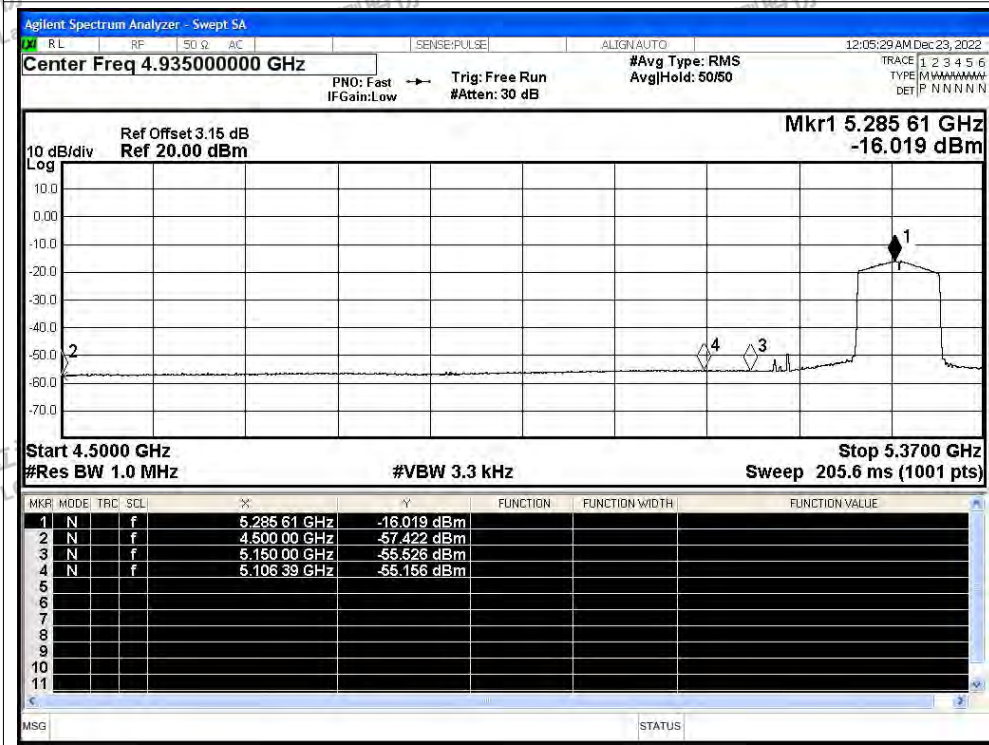 Agilent Spectrum Analyzer - Swept SA
LXI RL RF 50 Ω AC SENSE:PULSE ALIGN AUTO 12:05:29 AM Dec 23, 2022
Center Freq 4.935000000 GHz #Avg Type: RMS TRACE 1 2 3 4 5 6
PNO: Fast Trig: Free Run Avg|Hold: 50/50 TYPE M
IFGain:Low #Atten: 30 dB DET P N N N N N
Mkr1 5.285 61 GHz
Ref Offset 3.15 dB
10 dB/div Ref 20.00 dBm -16.019 dBm
Log
10.0
0.00
-10.0
1
-20.0
-30.0
-40.0
-50.0
2 4 3
-60.0
-70.0
Start 4.5000 GHz Stop 5.3700 GHz
#Res BW 1.0 MHz #VBW 3.3 kHz Sweep 205.6 ms (1001 pts)
MKR MODE TRC SCL X Y FUNCTION FUNCTION WIDTH FUNCTION VALUE
1 N f 5.285 61 GHz -16.019 dBm
2 N f 4.500 00 GHz -57.422 dBm
3 N f 5.150 00 GHz -55.526 dBm
4 N f 5.106 39 GHz -55.156 dBm
5
6
7
8
9
10
11
MSG STATUS